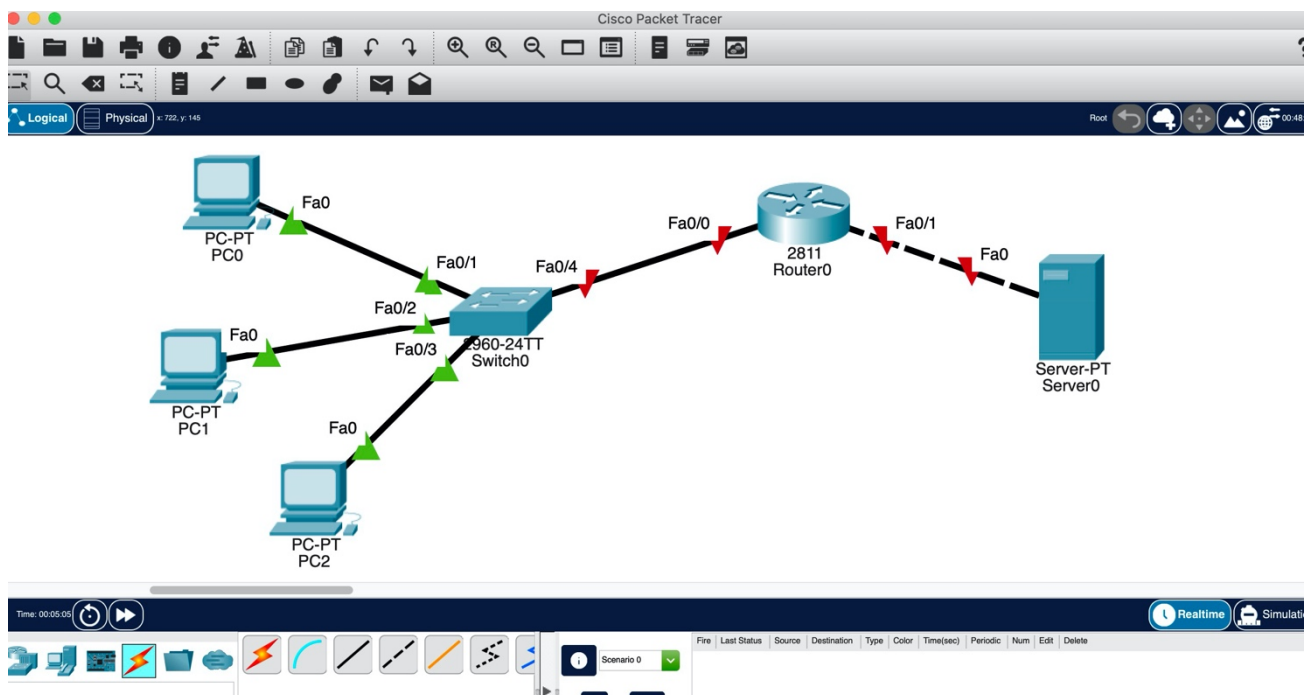 Cisco Packet Tracer
Logical
Physical
x: 722, y: 145
Root
Fa0
PC-PT
PC0
Fa0/1
Fa0/4
Fa0/0
2811
Router0
Fa0/1
Fa0
Fa0/2
Fa0
Fa0/3
2960-24TT
Switch0
PC-PT
PC1
Server-PT
Server0
Fa0
PC-PT
PC2
Time: 00:05:05
Realtime
Fire Last Status Source Destination Type Color Time(sec) Periodic Num Edit Delete
Scenario 0